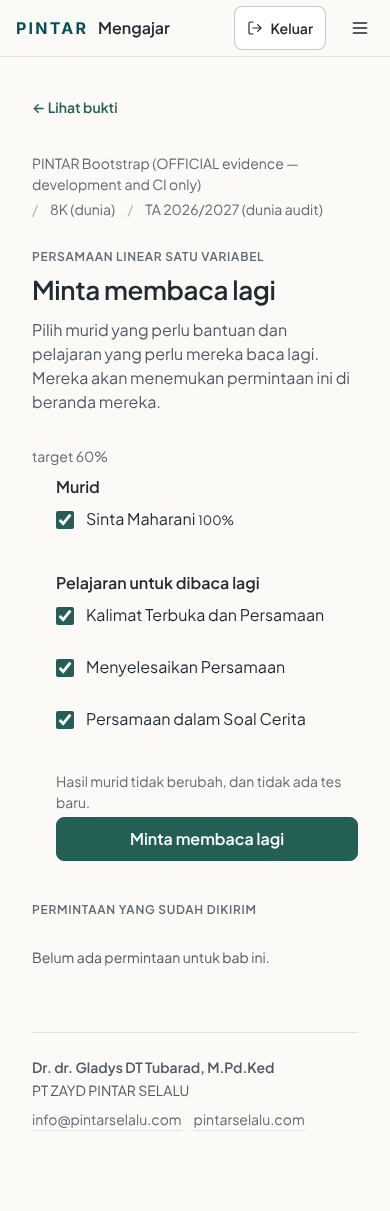 PINTAR Mengajar
Keluar
← Lihat bukti
PINTAR Bootstrap (OFFICIAL evidence —
development and CI only)
/ 8K (dunia) / TA 2026/2027 (dunia audit)
PERSAMAAN LINEAR SATU VARIABEL
Minta membaca lagi
Pilih murid yang perlu bantuan dan
pelajaran yang perlu mereka baca lagi.
Mereka akan menemukan permintaan ini di
beranda mereka.
target 60%
Murid
Sinta Maharani 100%
Pelajaran untuk dibaca lagi
Kalimat Terbuka dan Persamaan
Menyelesaikan Persamaan
Persamaan dalam Soal Cerita
Hasil murid tidak berubah, dan tidak ada tes
baru.
Minta membaca lagi
PERMINTAAN YANG SUDAH DIKIRIM
Belum ada permintaan untuk bab ini.
Dr. dr. Gladys DT Tubarad, M.Pd.Ked
PT ZAYD PINTAR SELALU
info@pintarselalu.com pintarselalu.com